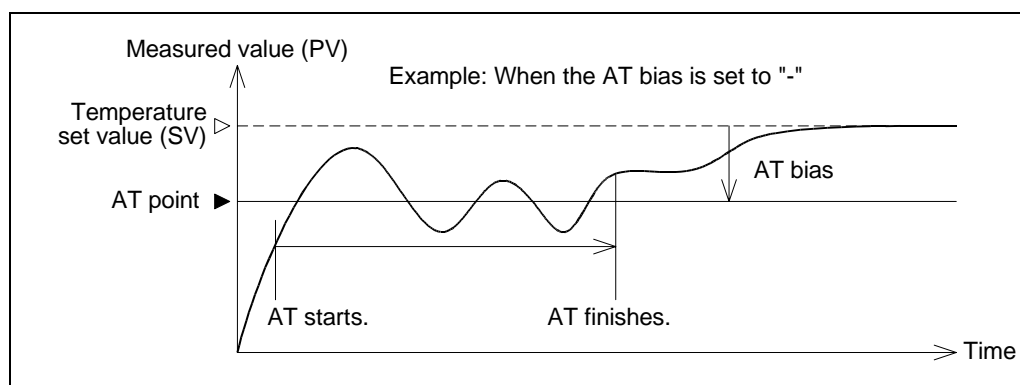 Measured value (PV)
Example: When the AT bias is set to "-"
Temperature
set value (SV)
AT bias
AT point
AT starts.
AT finishes.
Time